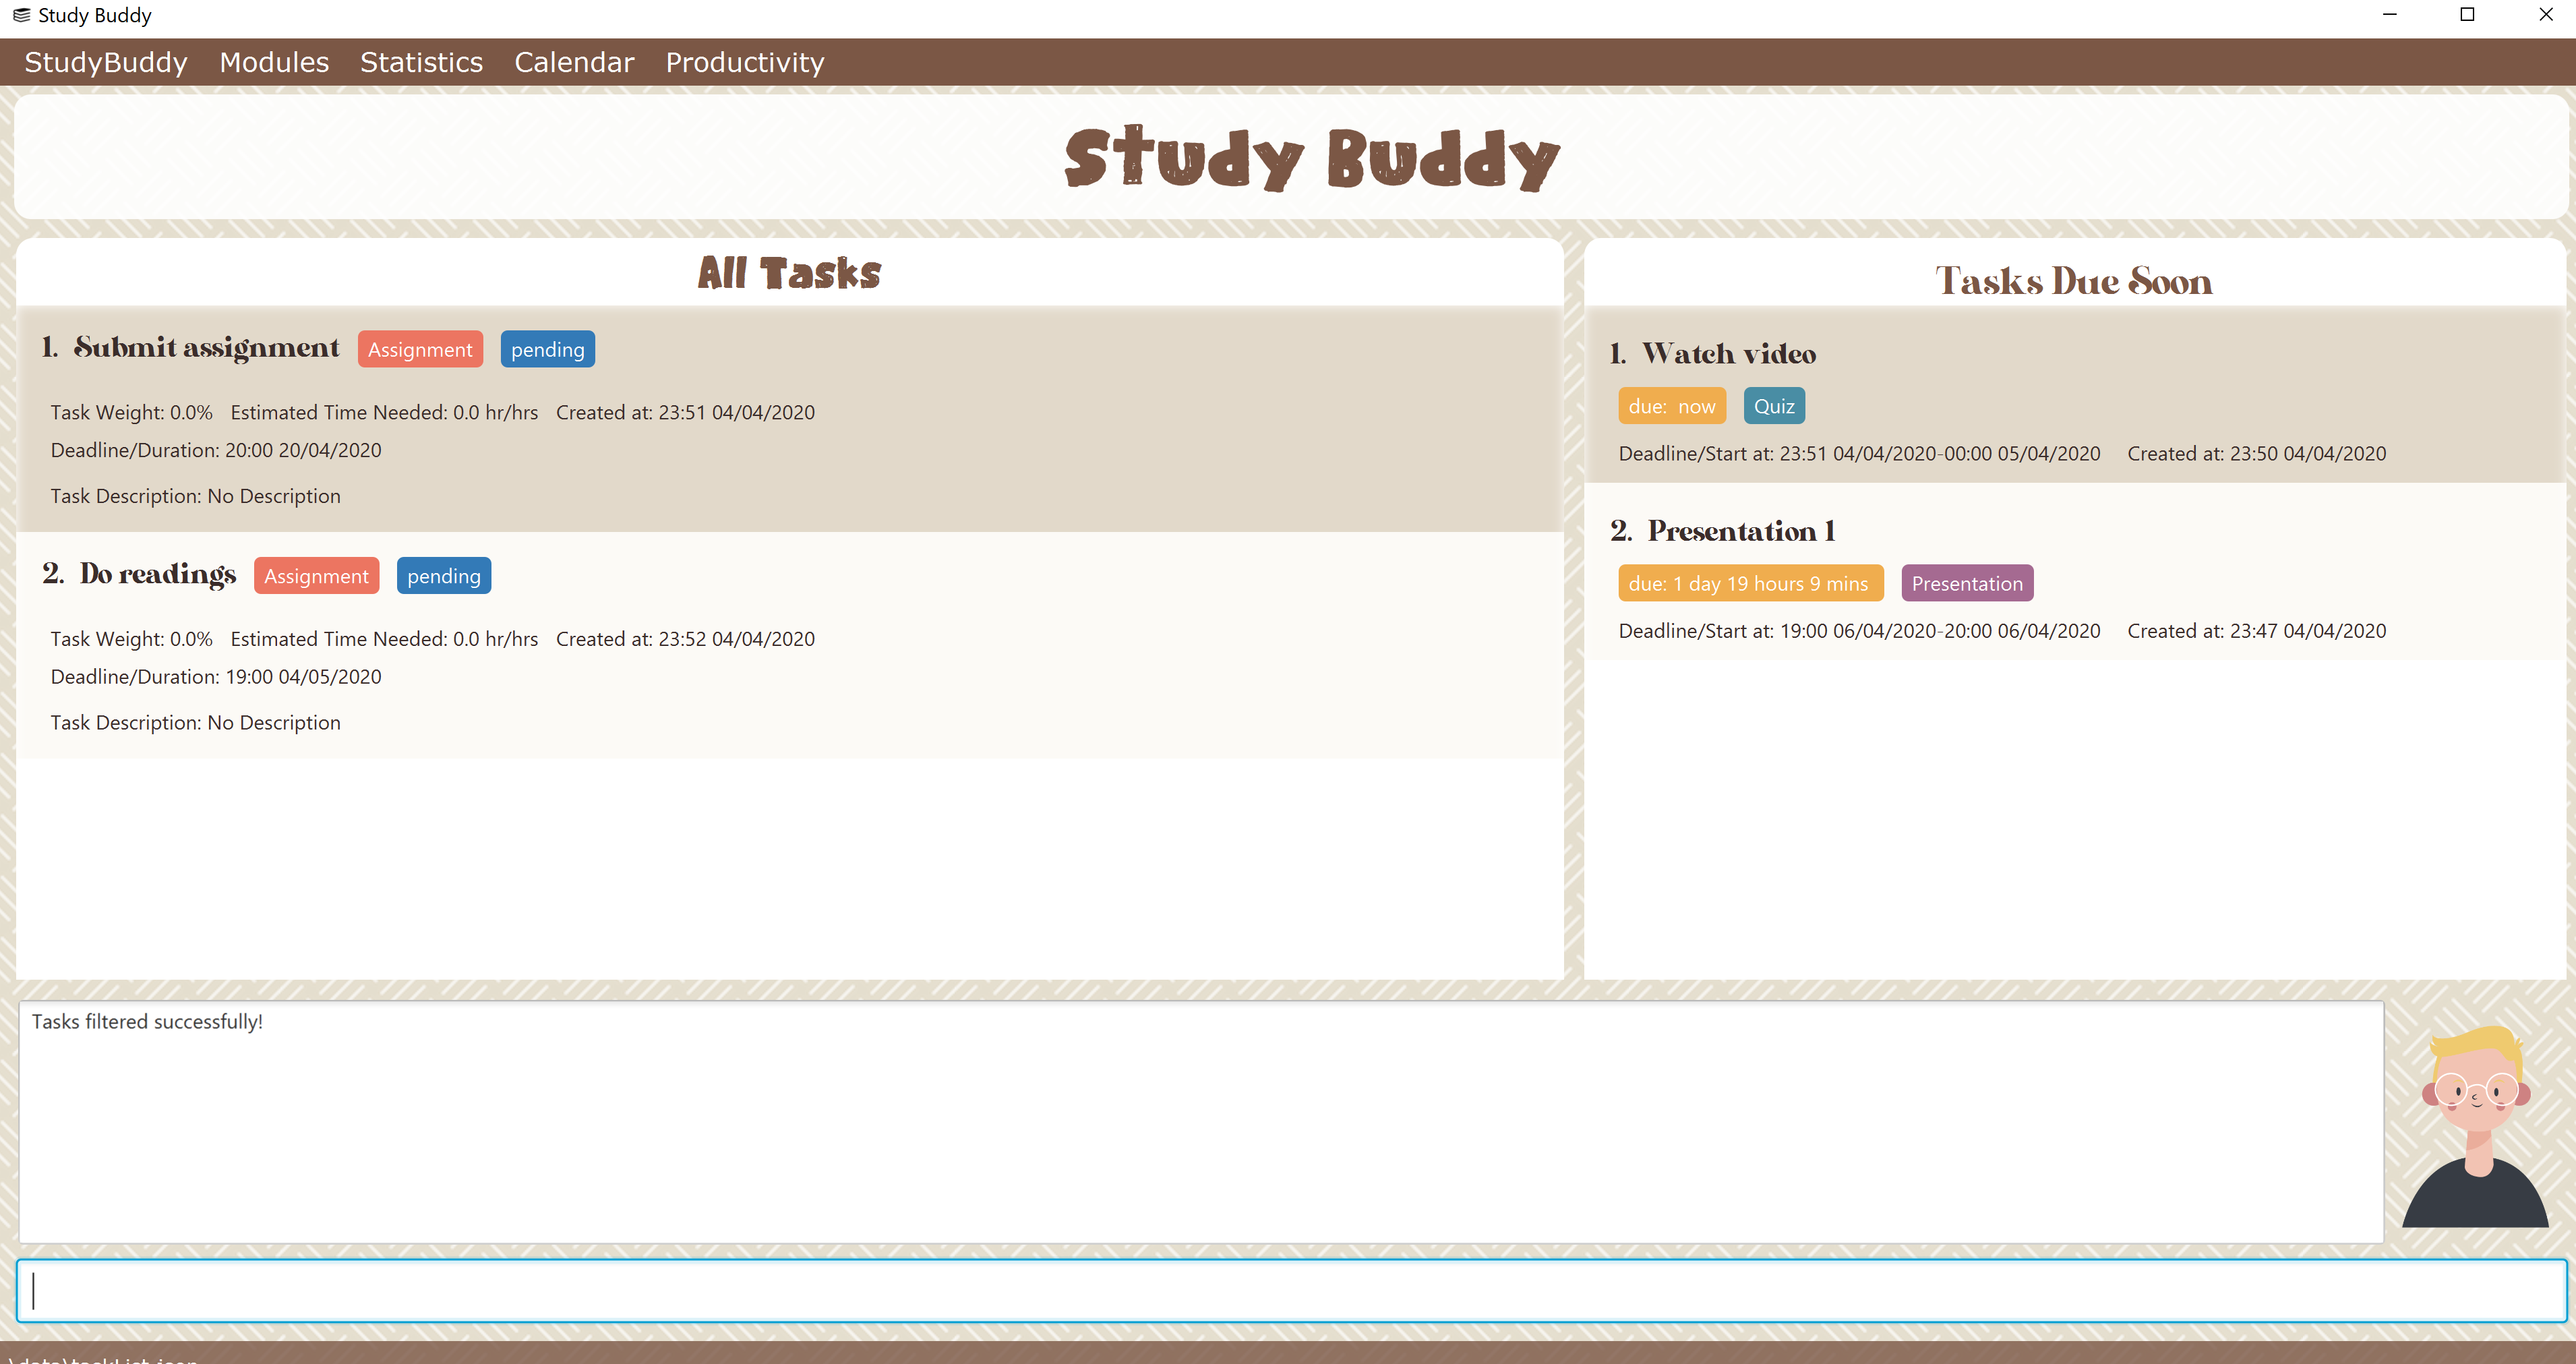 Study Buddy
StudyBuddy Modules Statistics Calendar Productivity
Study Buddy
All Tasks
1. Submit assignment Assignment pending
Task Weight: 0.0% Estimated Time Needed: 0.0 hr/hrs Created at: 23:51 04/04/2020
Deadline/Duration: 20:00 20/04/2020
Task Description: No Description
2. Do readings Assignment pending
Task Weight: 0.0% Estimated Time Needed: 0.0 hr/hrs Created at: 23:52 04/04/2020
Deadline/Duration: 19:00 04/05/2020
Task Description: No Description
Tasks Due Soon
1. Watch video
due: now Quiz
Deadline/Start at: 23:51 04/04/2020-00:00 05/04/2020 Created at: 23:50 04/04/2020
2. Presentation 1
due: 1 day 19 hours 9 mins Presentation
Deadline/Start at: 19:00 06/04/2020-20:00 06/04/2020 Created at: 23:47 04/04/2020
Tasks filtered successfully!